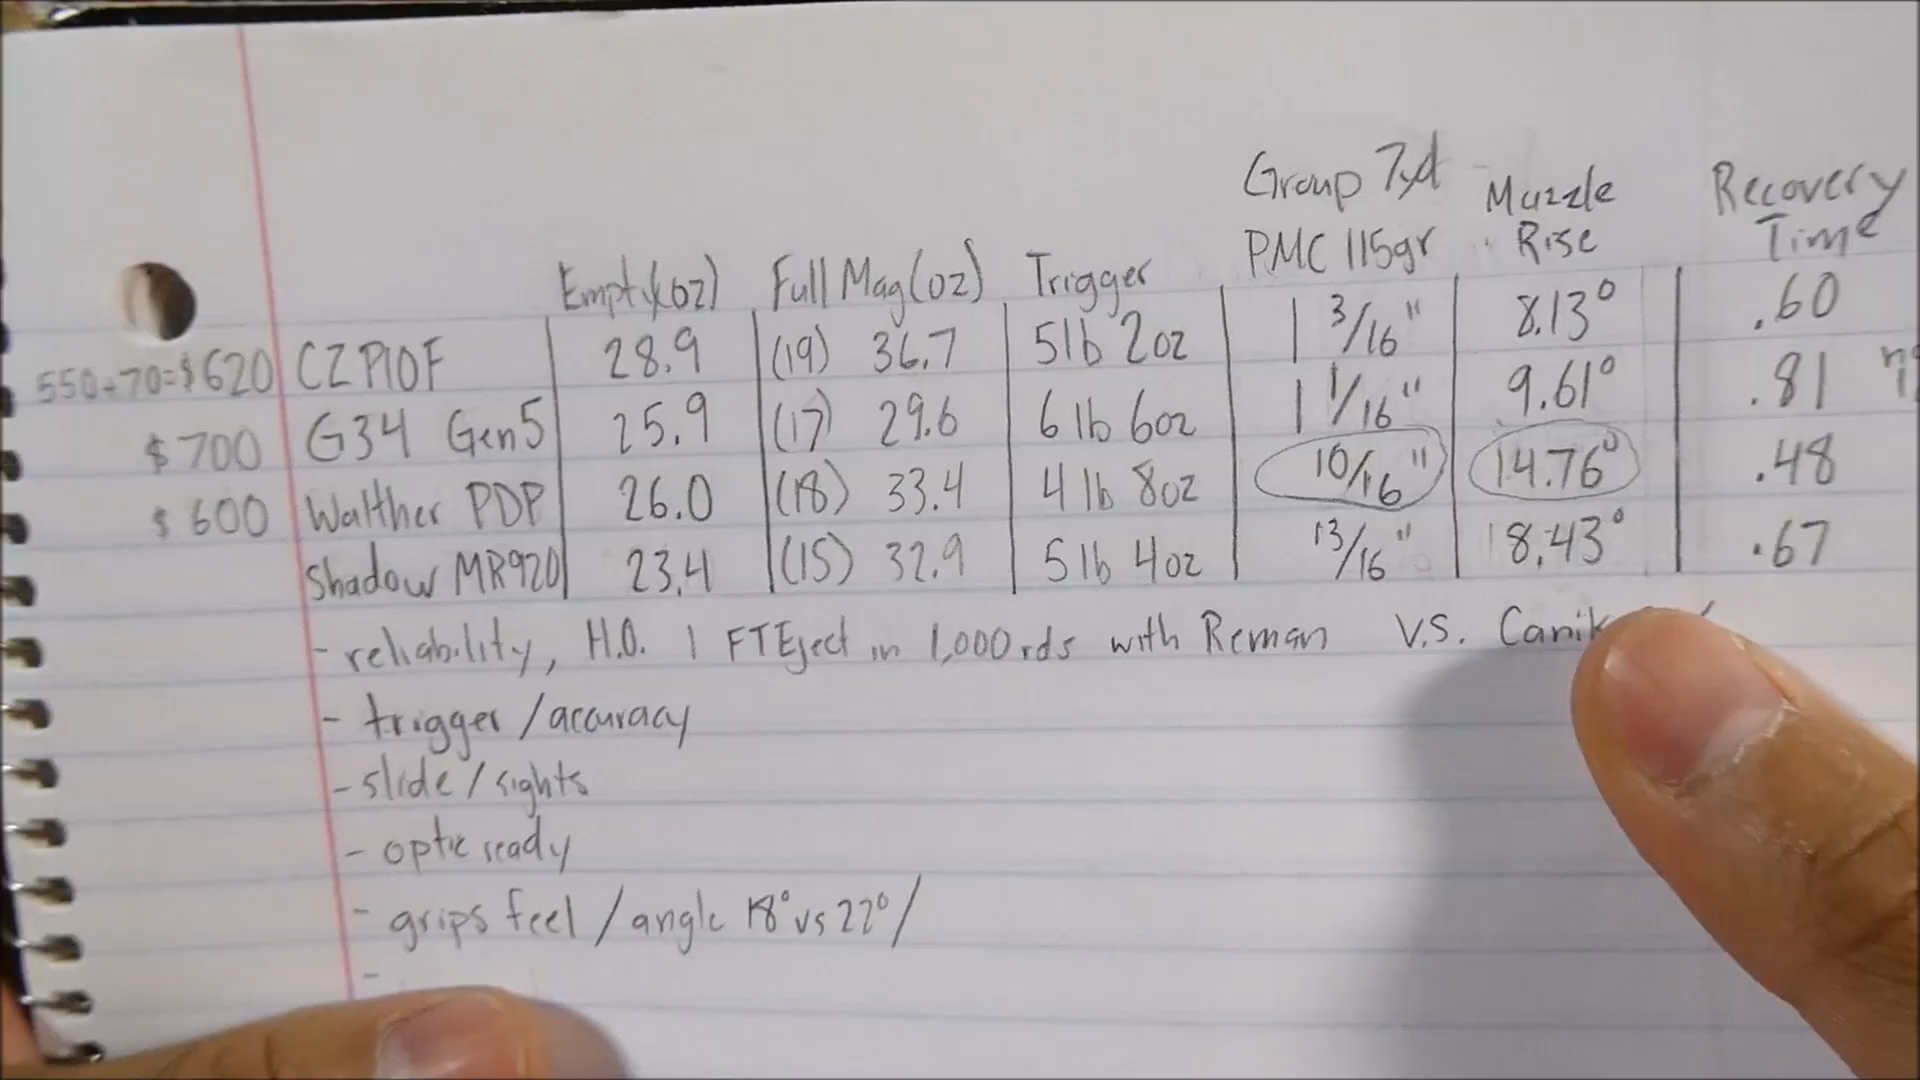 Group 7yd Muzzle Recovery
Empty(oz) Full Mag(oz) Trigger PMC 115gr Rise Time
550+70=$620 CZ P10F 28.9 (19) 36.7 5lb 2oz 1 3/16" 8.13° .60
$700 G34 Gen5 25.9 (17) 29.6 6lb 6oz 1 1/16" 9.61° .81
$600 Walther PDP 26.0 (18) 33.4 4lb 8oz 10/16" 14.76° .48
Shadow MR920 23.4 (15) 32.9 5lb 4oz 13/16" 18.43° .67
- reliability, H.O. 1 FTEject in 1,000rds with Reman V.S. Canik
- trigger/accuracy
- slide/sights
- optic ready
- grips feel / angle 18° vs 22° /
-